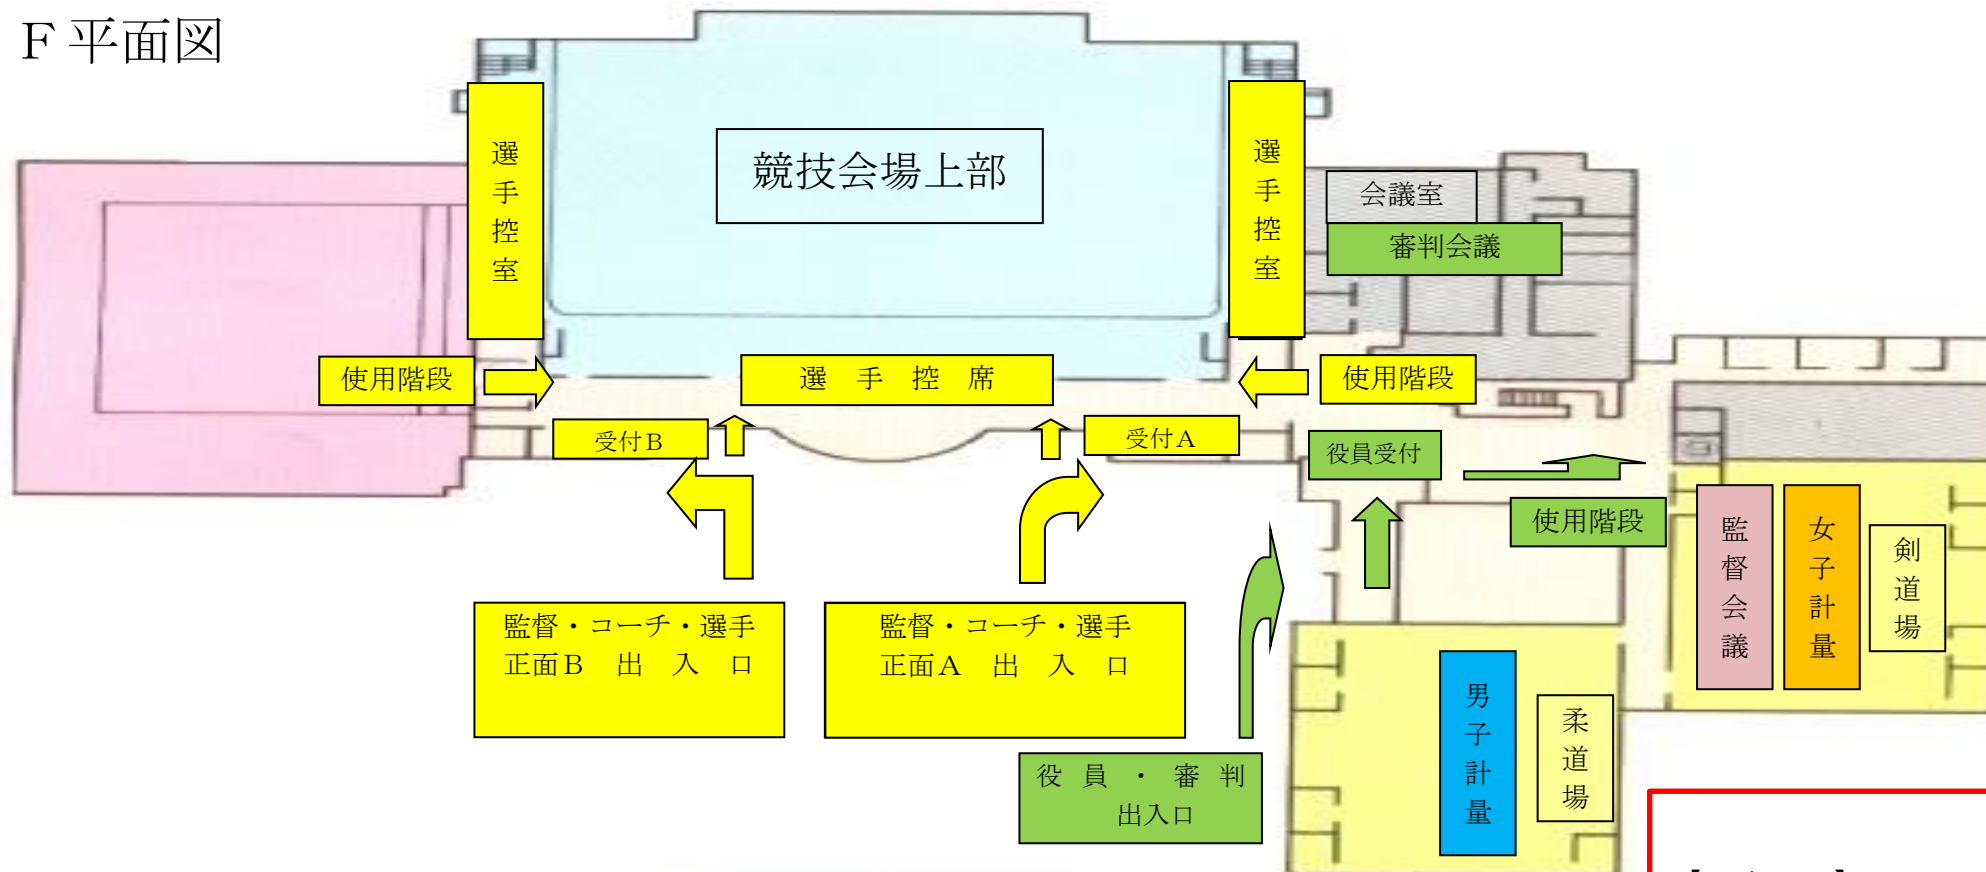 F平面図
選手控室
競技会場上部
選手控室
会議室
審判会議
使用階段
選手控席
使用階段
受付B
受付A
役員受付
使用階段
監督会議
女子計量
剣道場
監督・コーチ・選手
正面B 出入口
監督・コーチ・選手
正面A 出入口
男子計量
柔道場
役員・審判
出入口